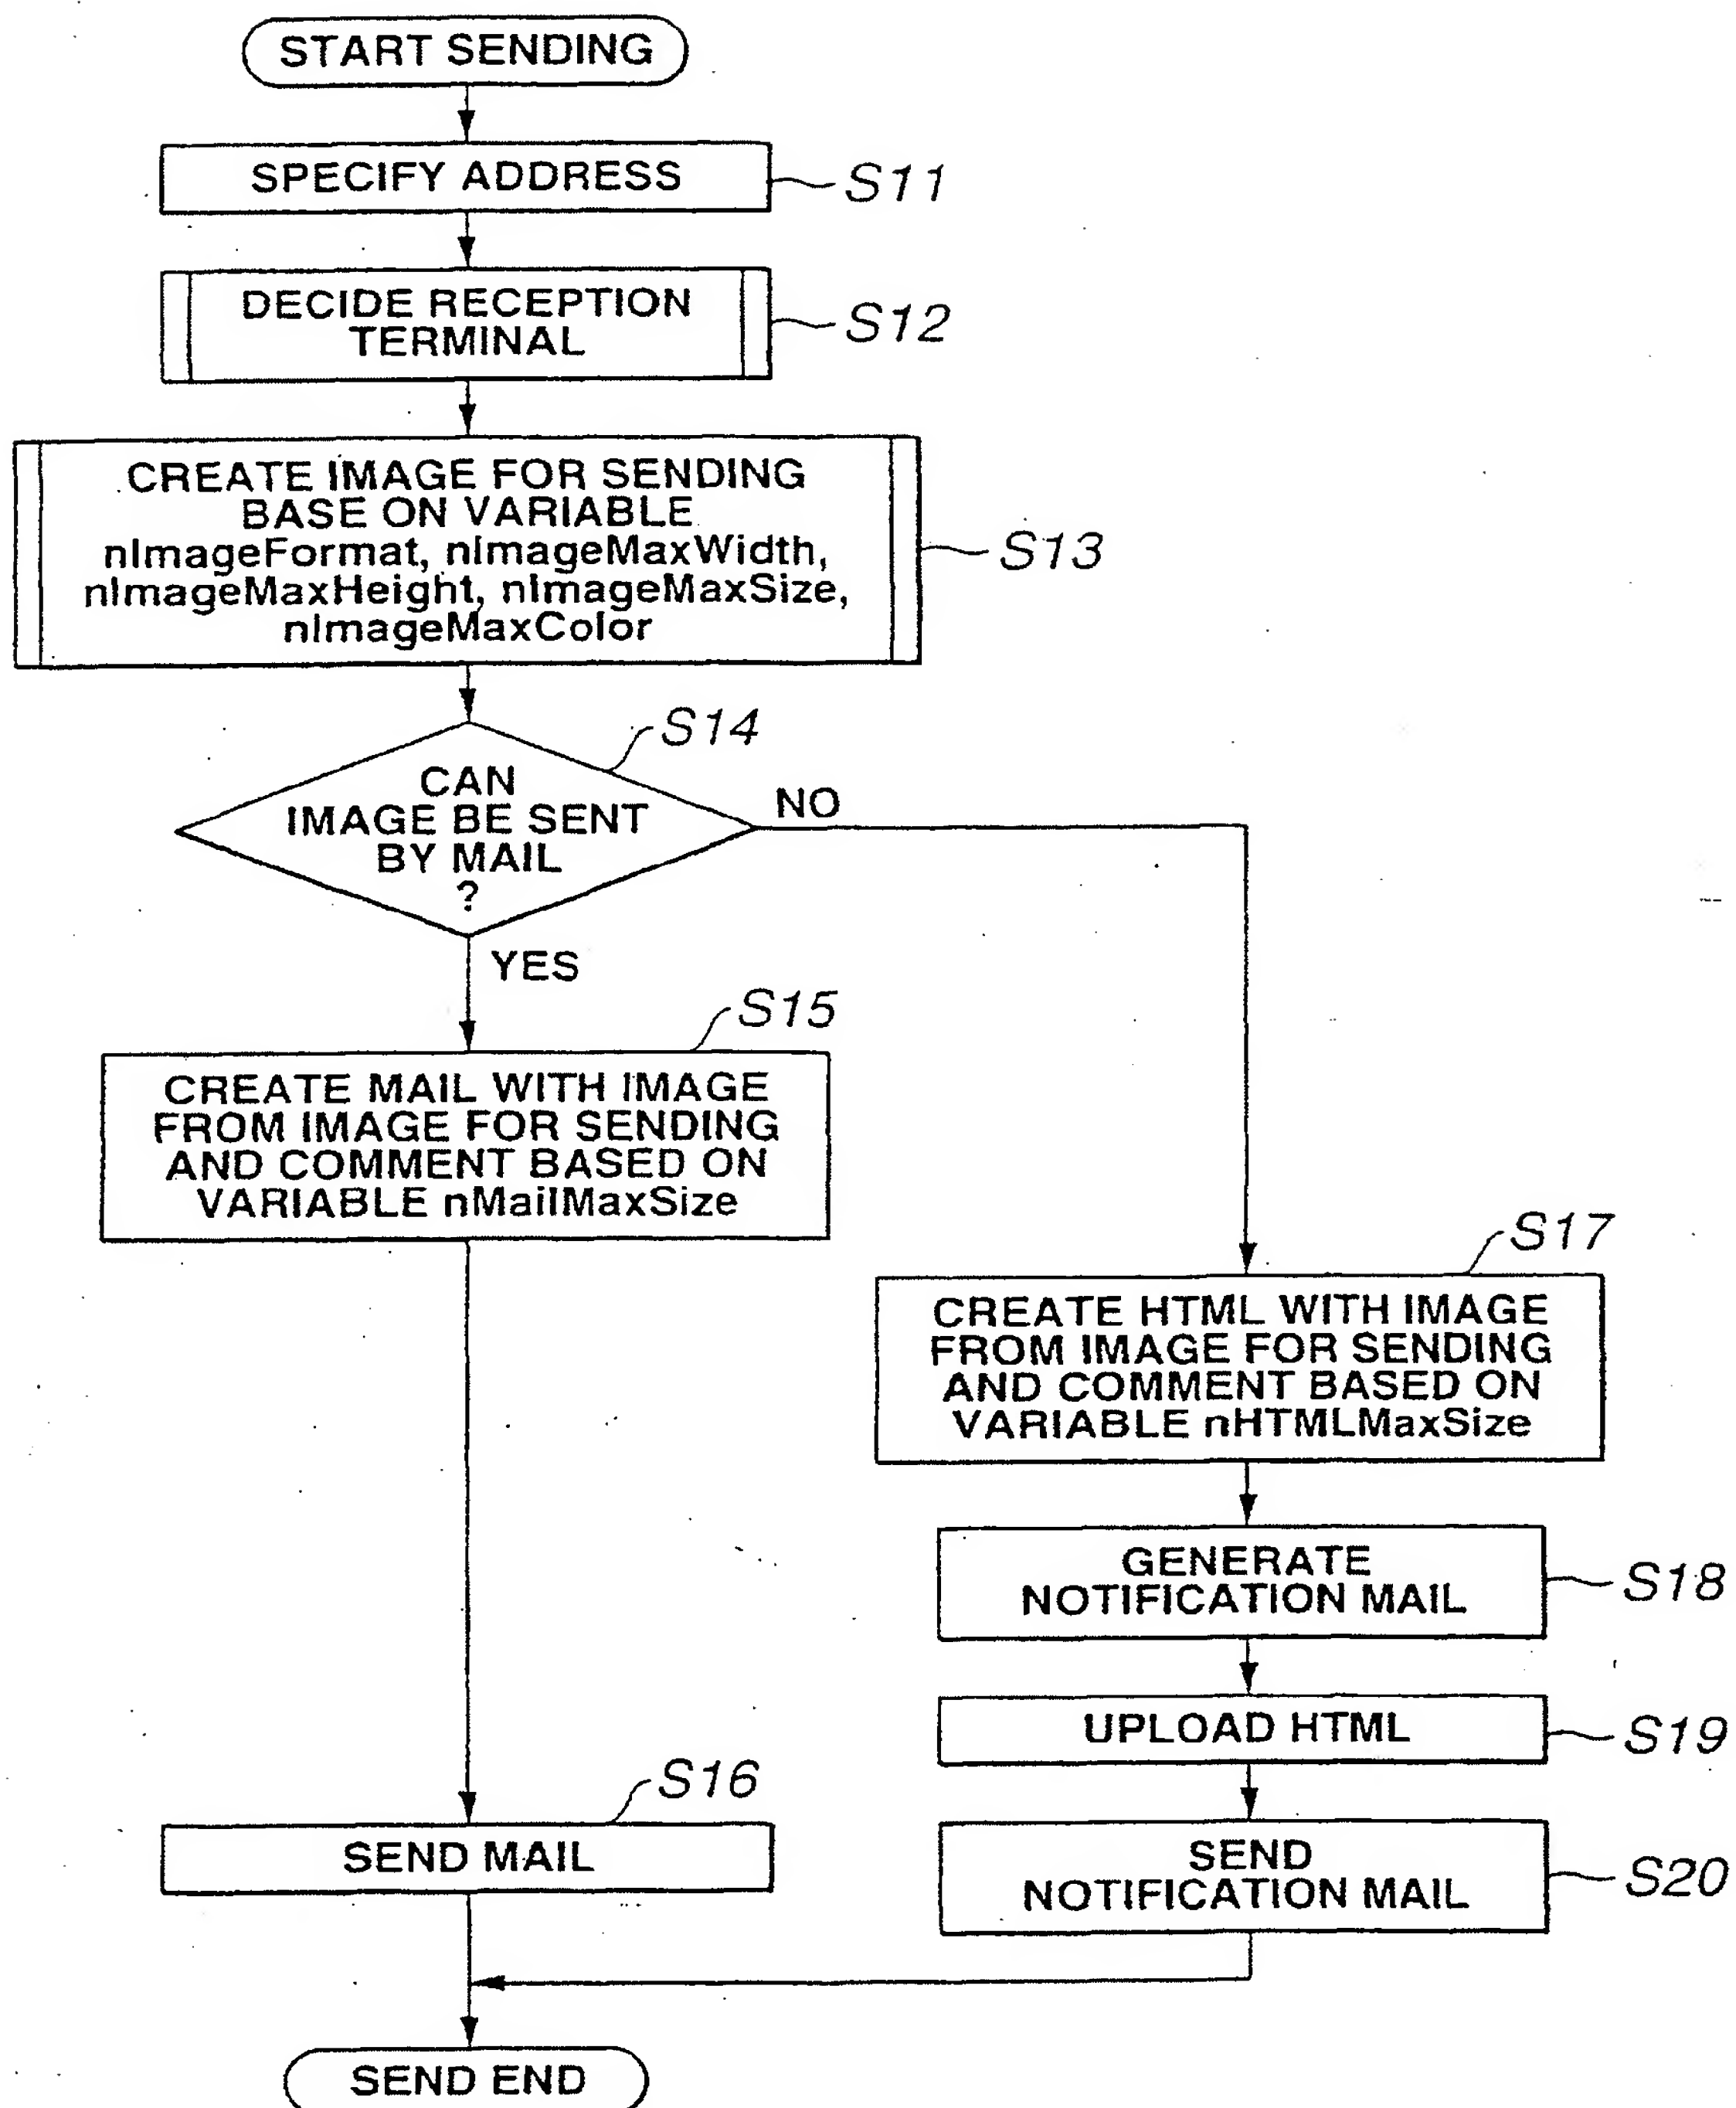 START SENDING
SPECIFY ADDRESS
S11
DECIDE RECEPTION
TERMINAL
S12
CREATE IMAGE FOR SENDING
BASE ON VARIABLE
nImageFormat, nImageMaxWidth,
nImageMaxHeight, nImageMaxSize,
nImageMaxColor
S13
S14
CAN
IMAGE BE SENT
BY MAIL
?
NO
YES
S15
CREATE MAIL WITH IMAGE
FROM IMAGE FOR SENDING
AND COMMENT BASED ON
VARIABLE nMailMaxSize
S17
CREATE HTML WITH IMAGE
FROM IMAGE FOR SENDING
AND COMMENT BASED ON
VARIABLE nHTMLMaxSize
GENERATE
NOTIFICATION MAIL
S18
UPLOAD HTML
S19
S16
SEND MAIL
SEND
NOTIFICATION MAIL
S20
SEND END